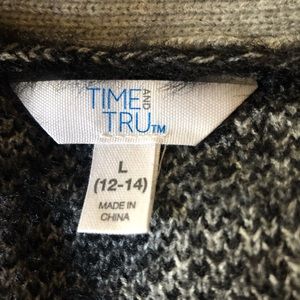 TIME AND
TRU™
L
(12-14)
MADE IN
CHINA